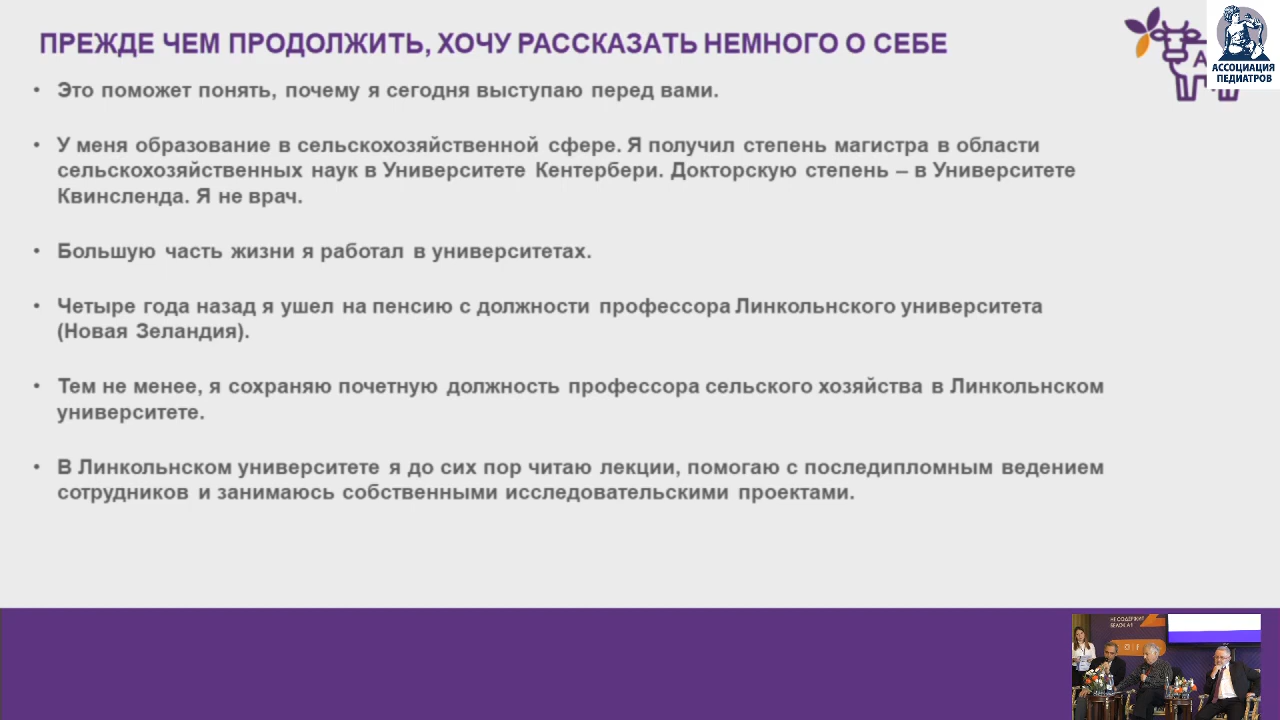 ПРЕЖДЕ ЧЕМ ПРОДОЛЖИТЬ, ХОЧУ РАССКАЗАТЬ НЕМНОГО О СЕБЕ
АССОЦИАЦИЯ
ПЕДИАТРОВ
• Это поможет понять, почему я сегодня выступаю перед вами.
• У меня образование в сельскохозяйственной сфере. Я получил степень магистра в области
сельскохозяйственных наук в Университете Кентербери. Докторскую степень – в Университете
Квинсленда. Я не врач.
• Большую часть жизни я работал в университетах.
• Четыре года назад я ушел на пенсию с должности профессора Линкольнского университета
(Новая Зеландия).
• Тем не менее, я сохраняю почетную должность профессора сельского хозяйства в Линкольнском
университете.
• В Линкольнском университете я до сих пор читаю лекции, помогаю с последипломным ведением
сотрудников и занимаюсь собственными исследовательскими проектами.
НЕ СОДЕРЖИТ
БЕЛОК А1